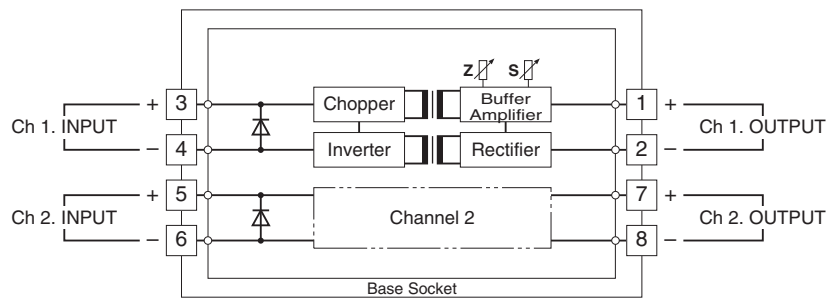 Z S
+ 3 Chopper Buffer Amplifier 1 +
Ch 1. INPUT Ch 1. OUTPUT
– 4 Inverter Rectifier 2 –
+ 5 7 +
Ch 2. INPUT Channel 2 Ch 2. OUTPUT
– 6 8 –
Base Socket